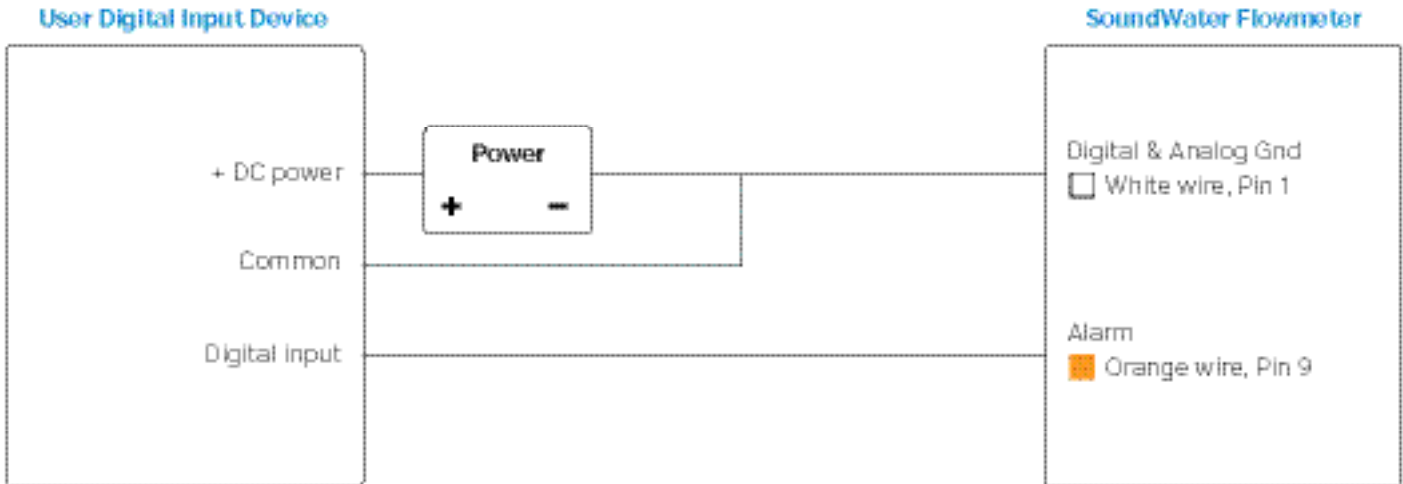 User Digital Input Device
SoundWater Flowmeter
Power
+ DC power
+ −
Digital & Analog Gnd
White wire, Pin 1
Common
Digital input
Alarm
Orange wire, Pin 9